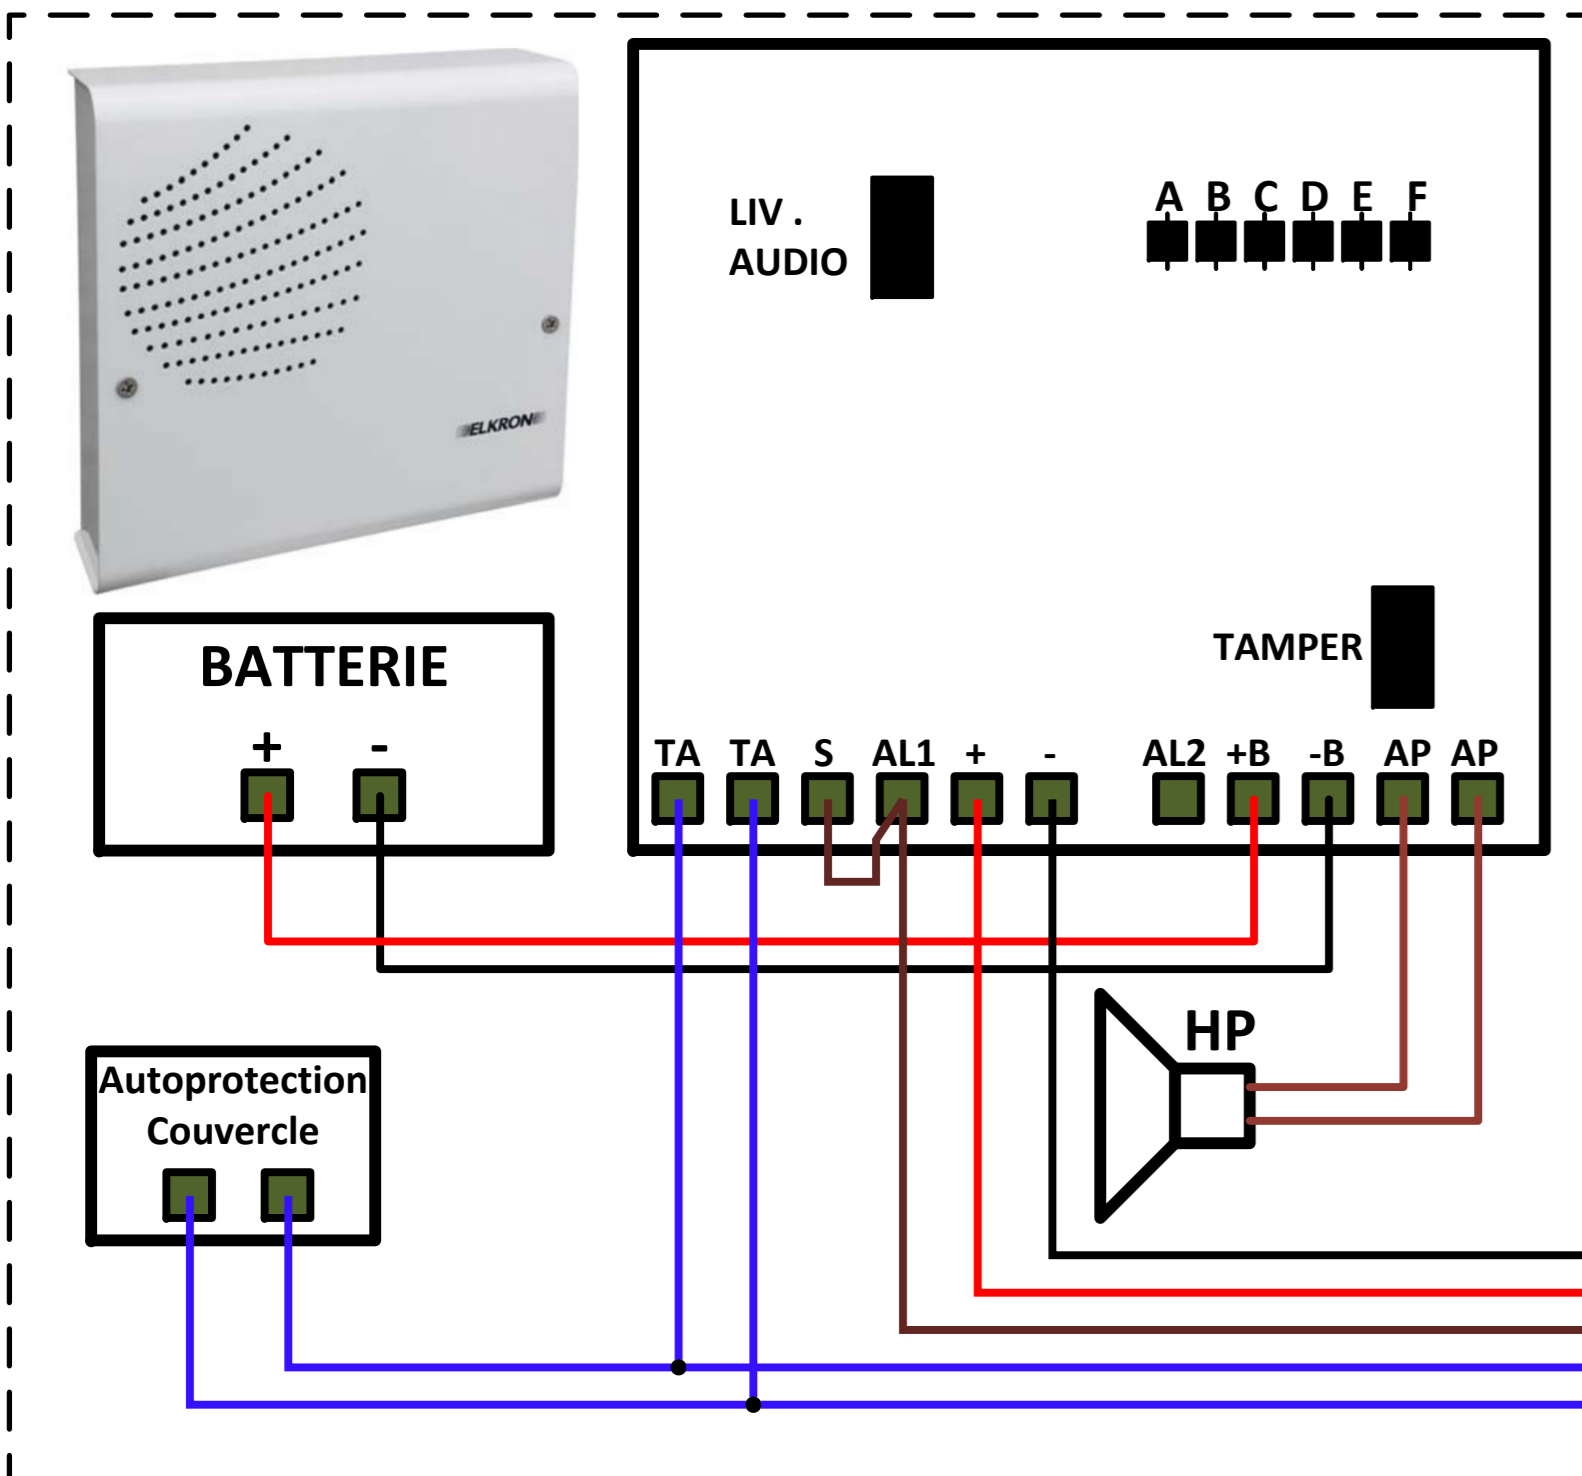 ELKRON
LIV .
AUDIO
A B C D E F
BATTERIE
+ -
TAMPER
TA TA S AL1 + - AL2 +B -B AP AP
HP
Autoprotection
Couvercle